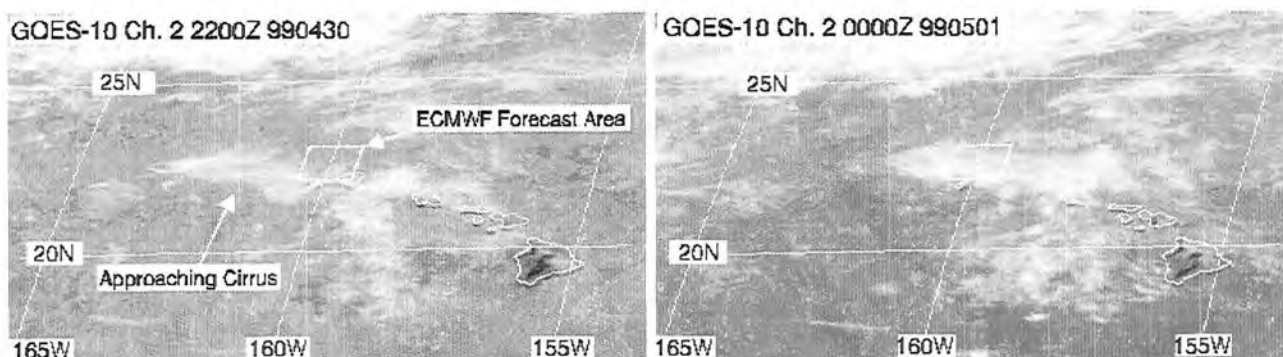 GOES-10 Ch. 2 2200Z 990430
25N
ECMWF Forecast Area
20N
Approaching Cirrus
165W
160W
155W
GOES-10 Ch. 2 0000Z 990501
25N
20N
165W
160W
155W